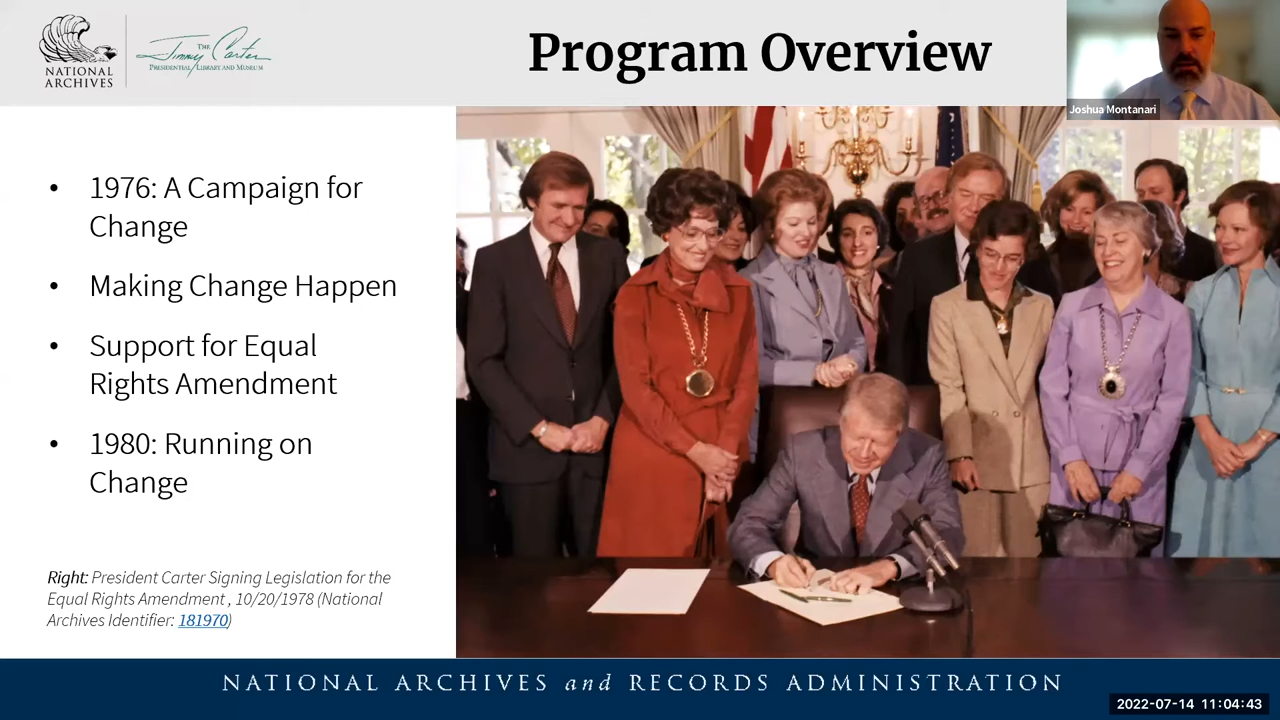 NATIONAL
ARCHIVES
THE
Jimmy Carter
PRESIDENTIAL LIBRARY AND MUSEUM
Program Overview
Joshua Montanari
• 1976: A Campaign for
Change
• Making Change Happen
• Support for Equal
Rights Amendment
• 1980: Running on
Change
Right: President Carter Signing Legislation for the
Equal Rights Amendment , 10/20/1978 (National
Archives Identifier: 181970)
NATIONAL ARCHIVES and RECORDS ADMINISTRATION
2022-07-14 11:04:43